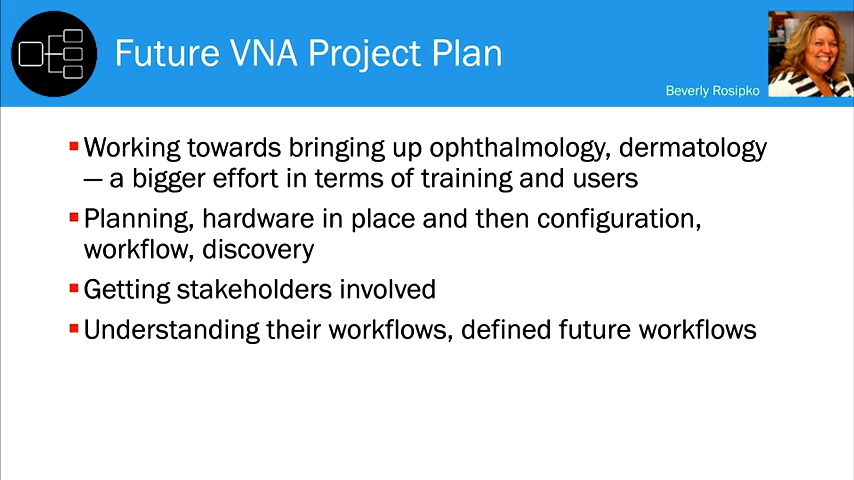 Future VNA Project Plan
Beverly Rosipko
Working towards bringing up ophthalmology, dermatology
— a bigger effort in terms of training and users
Planning, hardware in place and then configuration,
workflow, discovery
Getting stakeholders involved
Understanding their workflows, defined future workflows